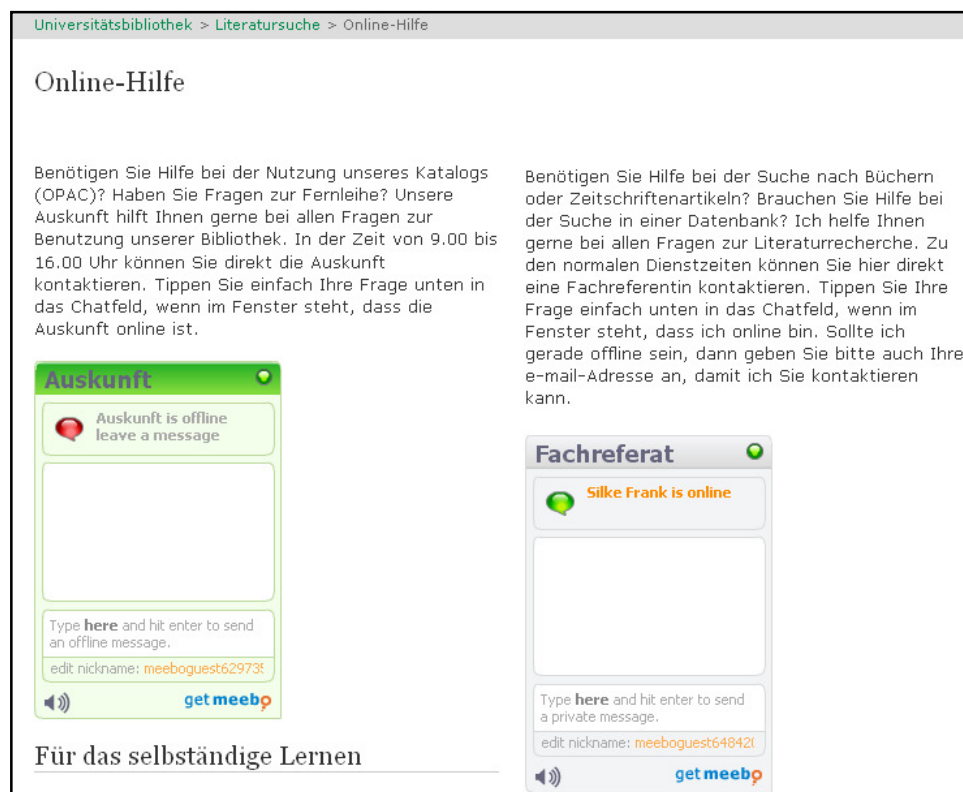 Universitätsbibliothek > Literatursuche > Online-Hilfe
Online-Hilfe
Benötigen Sie Hilfe bei der Nutzung unseres Katalogs
(OPAC)? Haben Sie Fragen zur Fernleihe? Unsere
Auskunft hilft Ihnen gerne bei allen Fragen zur
Benutzung unserer Bibliothek. In der Zeit von 9.00 bis
16.00 Uhr können Sie direkt die Auskunft
kontaktieren. Tippen Sie einfach Ihre Frage unten in
das Chatfeld, wenn im Fenster steht, dass die
Auskunft online ist.
Auskunft
Auskunft is offline
leave a message
Type here and hit enter to send
an offline message.
edit nickname: meeboguest629735
get meebo
Für das selbständige Lernen
Benötigen Sie Hilfe bei der Suche nach Büchern
oder Zeitschriftenartikeln? Brauchen Sie Hilfe bei
der Suche in einer Datenbank? Ich helfe Ihnen
gerne bei allen Fragen zur Literaturrecherche. Zu
den normalen Dienstzeiten können Sie hier direkt
eine Fachreferentin kontaktieren. Tippen Sie Ihre
Frage einfach unten in das Chatfeld, wenn im
Fenster steht, dass ich online bin. Sollte ich
gerade offline sein, dann geben Sie bitte auch Ihre
e-mail-Adresse an, damit ich Sie kontaktieren
kann.
Fachreferat
Silke Frank is online
Type here and hit enter to send
a private message.
edit nickname: meeboguest64842
get meebo